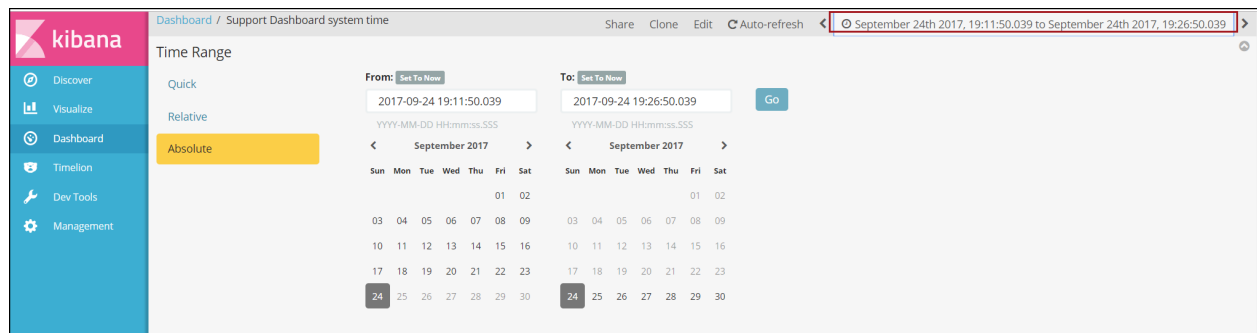 kibana
Discover
Visualize
Dashboard
Timelion
Dev Tools
Management
Dashboard / Support Dashboard system time
Share Clone Edit Auto-refresh September 24th 2017, 19:11:50.039 to September 24th 2017, 19:26:50.039
Time Range
Quick
Relative
Absolute
From: Set To Now
2017-09-24 19:11:50.039
YYYY-MM-DD HH:mm:ss.SSS
September 2017
Sun Mon Tue Wed Thu Fri Sat
01 02
03 04 05 06 07 08 09
10 11 12 13 14 15 16
17 18 19 20 21 22 23
24 25 26 27 28 29 30
To: Set To Now
2017-09-24 19:26:50.039
YYYY-MM-DD HH:mm:ss.SSS
September 2017
Sun Mon Tue Wed Thu Fri Sat
01 02
03 04 05 06 07 08 09
10 11 12 13 14 15 16
17 18 19 20 21 22 23
24 25 26 27 28 29 30
Go